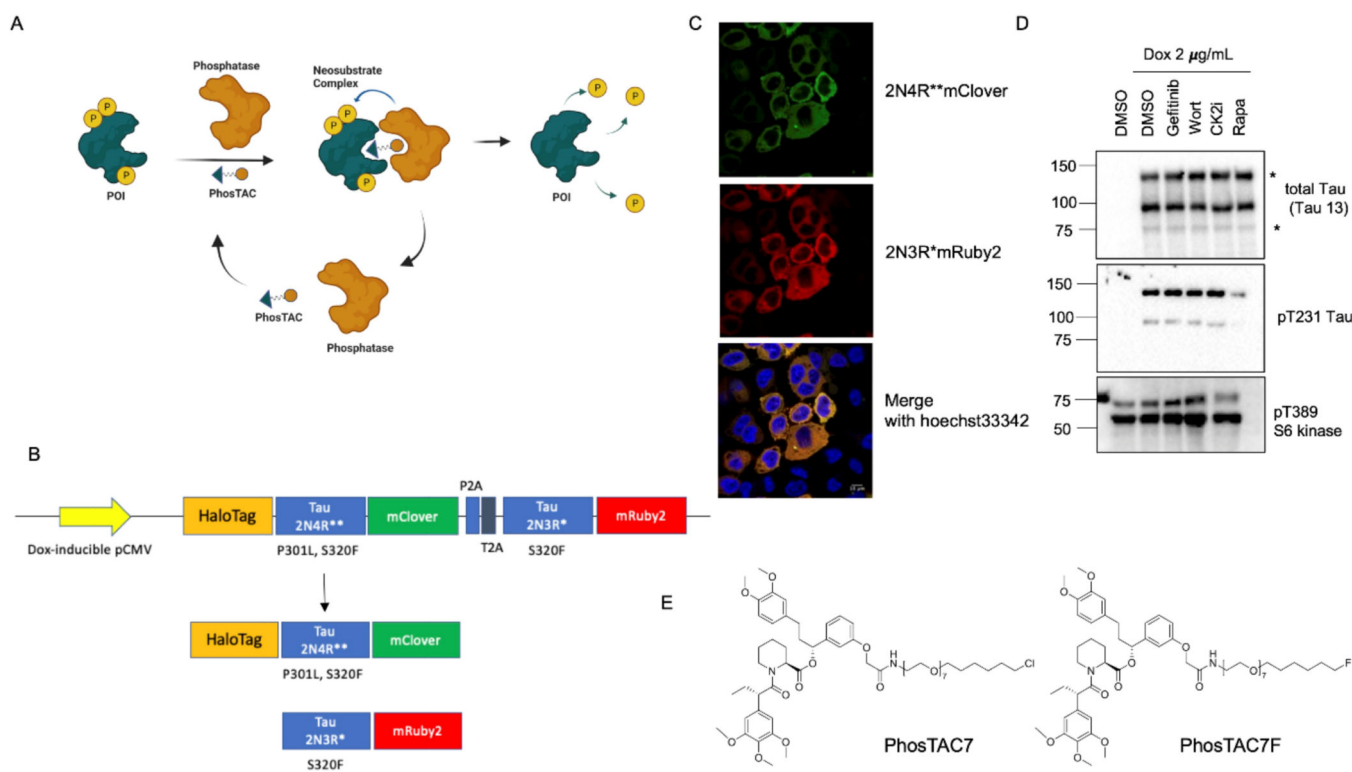 A
Phosphatase
Neosubstrate
Complex
P
P
P
P
P
P
P
P
P
POI
PhosTAC
POI
PhosTAC
Phosphatase
B
P2A
HaloTag
Tau
2N4R**
mClover
Tau
2N3R*
mRuby2
Dox-inducible pCMV
P301L, S320F
T2A
S320F
HaloTag
Tau
2N4R**
mClover
P301L, S320F
Tau
2N3R*
mRuby2
S320F
C
2N4R**mClover
2N3R*mRuby2
Merge
with hoechst33342
D
Dox 2 µg/mL
DMSO
DMSO
Gefitinib
Wort
CK2i
Rapa
150
100
75
*
*
total Tau
(Tau 13)
150
100
75
pT231 Tau
75
50
pT389
S6 kinase
E
O
O
O
O
H
N
O
7
Cl
N
O
O
O
O
O
O
PhosTAC7
O
O
O
O
H
N
O
7
F
N
O
O
O
O
O
O
PhosTAC7F